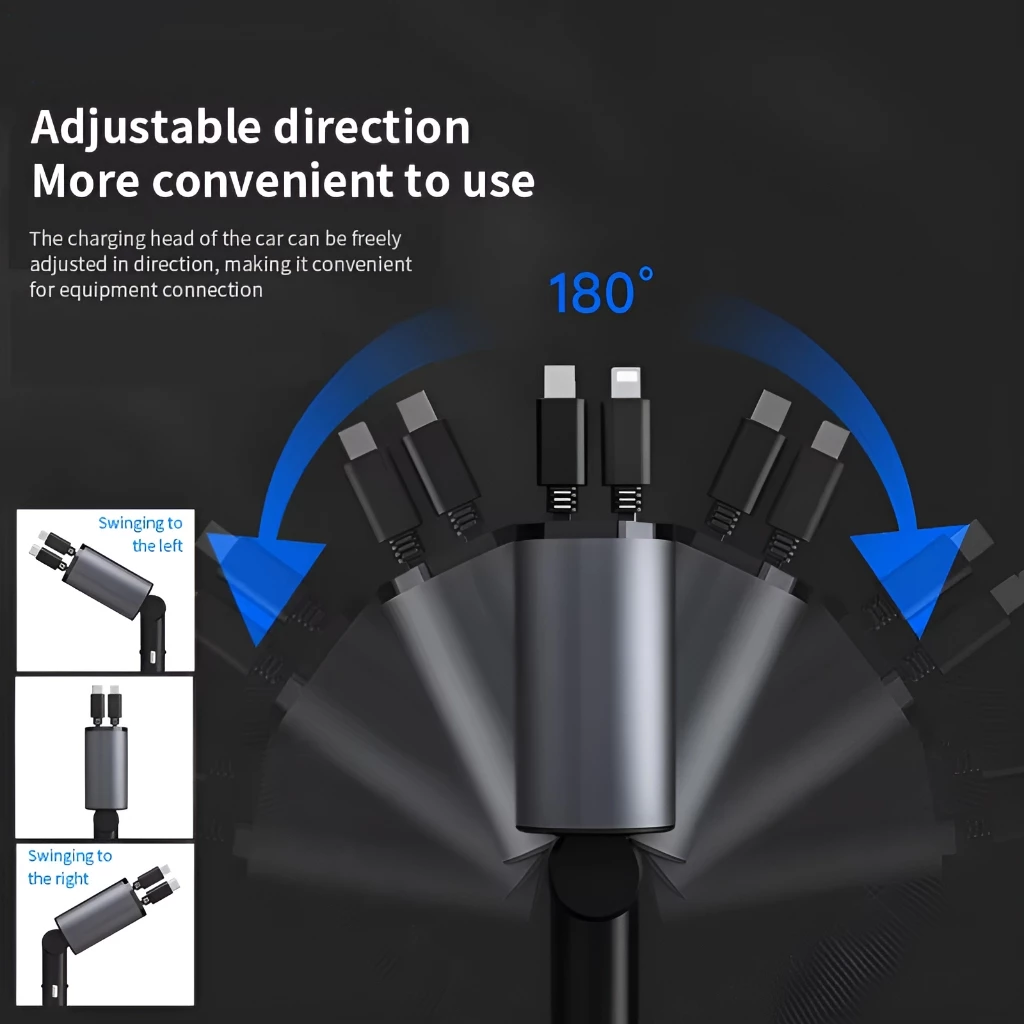 Adjustable direction
More convenient to use
The charging head of the car can be freely
adjusted in direction, making it convenient
for equipment connection
180°
Swinging to
the left
Swinging to
the right